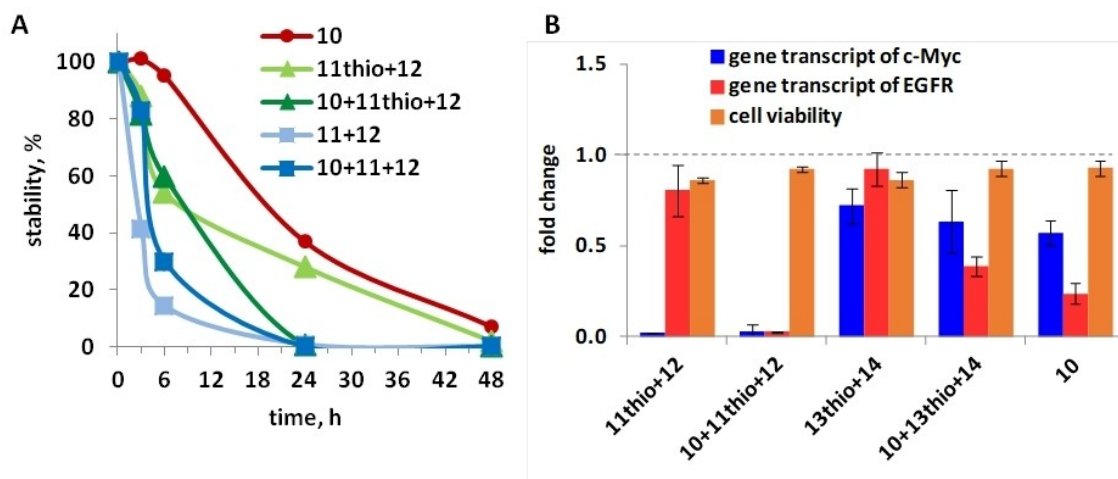 A
stability, %
100
80
60
40
20
0
0 6 12 18 24 30 36 42 48
time, h
10
11thio+12
10+11thio+12
11+12
10+11+12
B
fold change
1.5
1.0
0.5
0.0
gene transcript of c-Myc
gene transcript of EGFR
cell viability
11thio+12
10+11thio+12
13thio+14
10+13thio+14
10